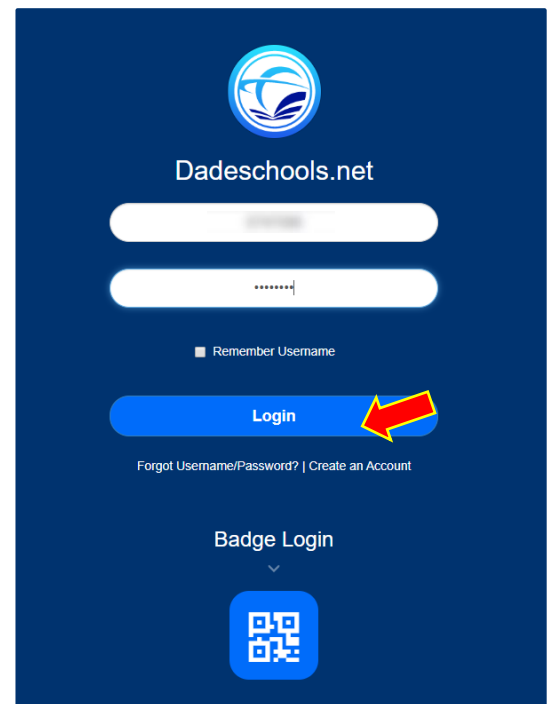 Dadeschools.net
••••••••
Remember Username
Login
Forgot Username/Password? | Create an Account
Badge Login